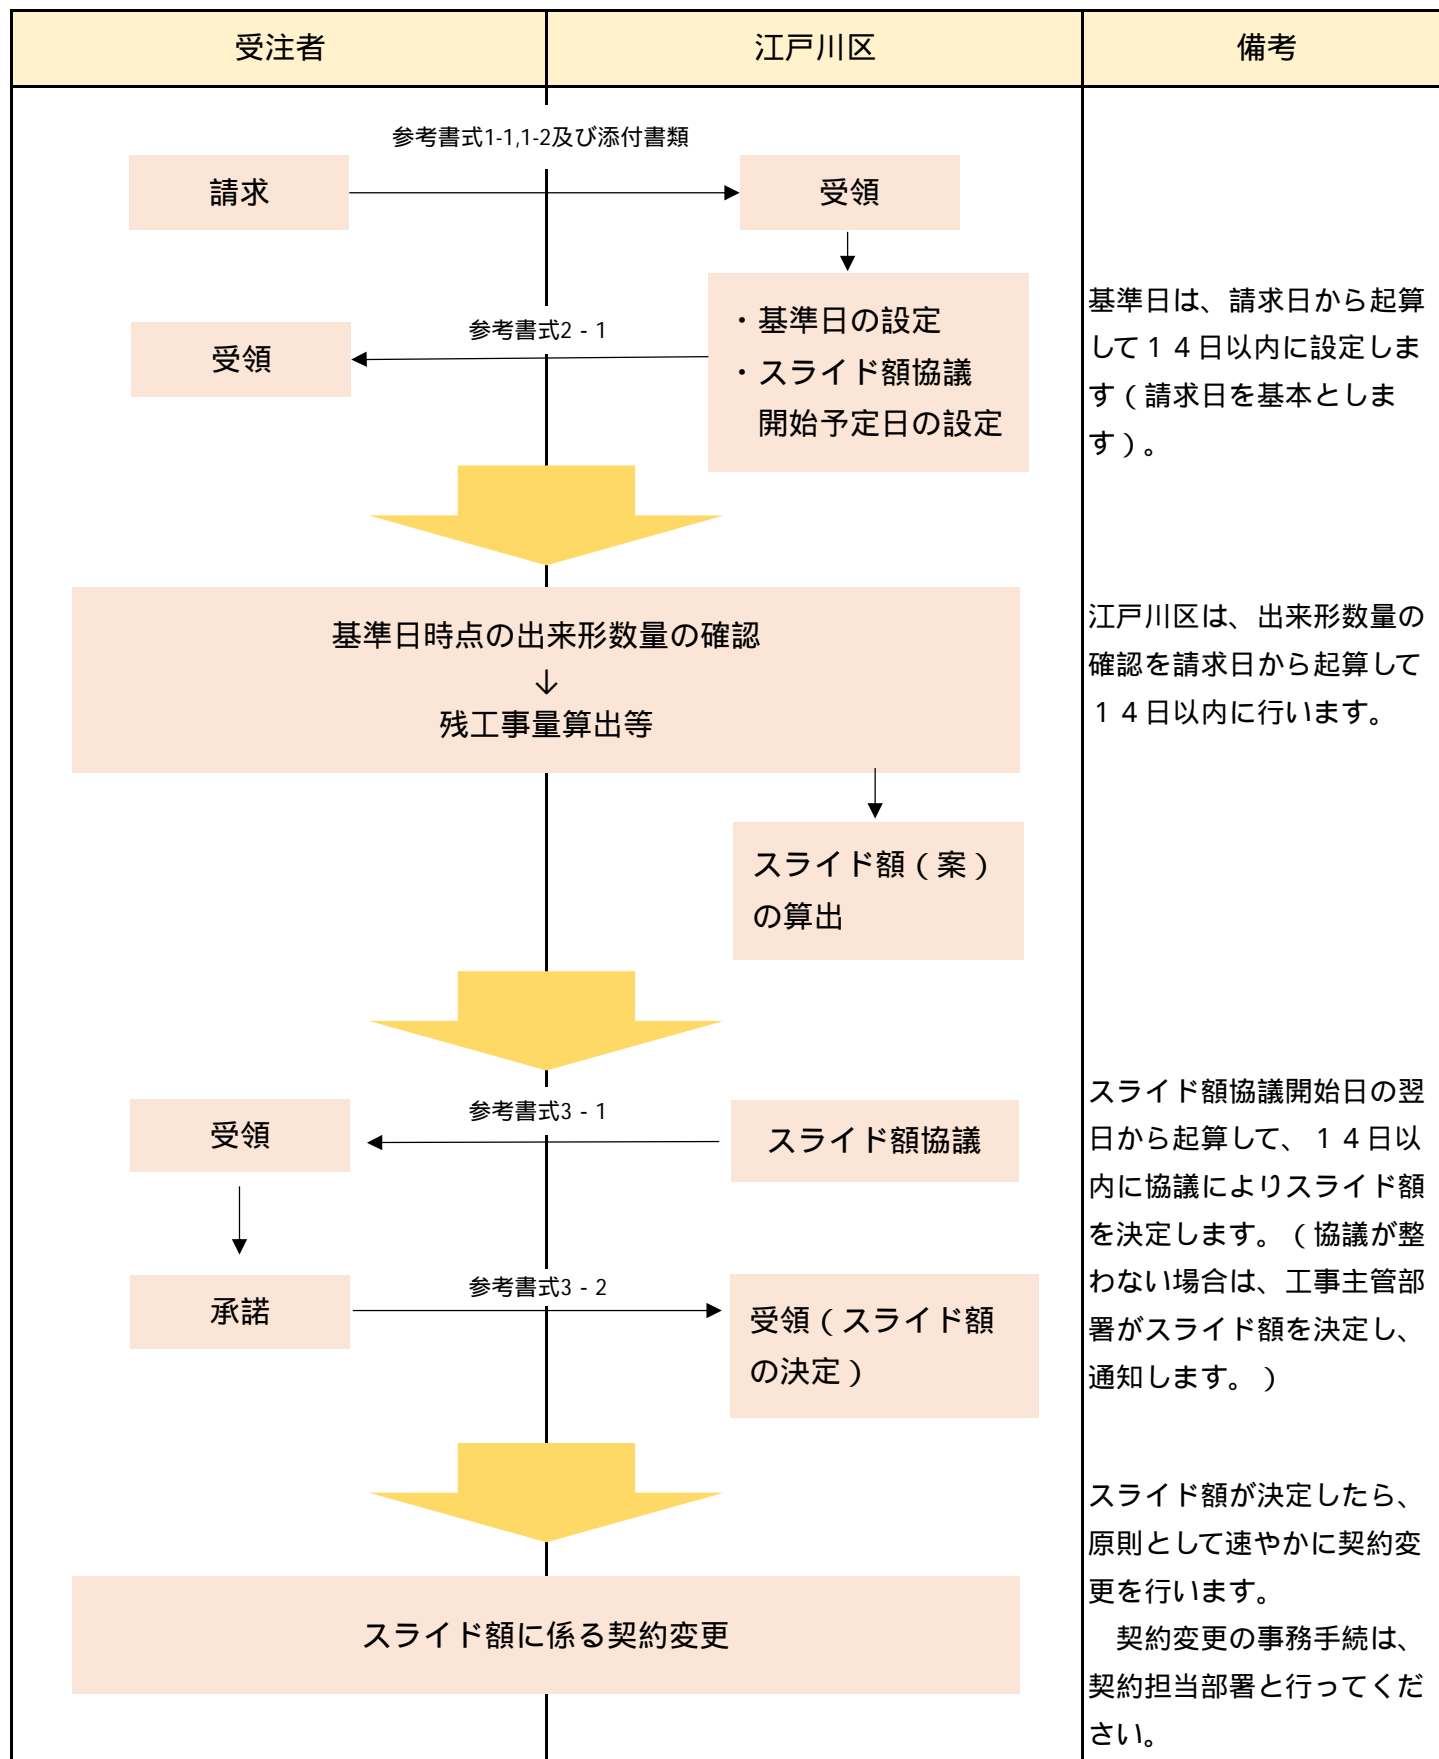 受注者
江戸川区
備考
参考書式1-1,1-2及び添付書類
請求
受領
・基準日の設定
・スライド額協議
開始予定日の設定
参考書式2‐1
受領
基準日は、請求日から起算
して１４日以内に設定しま
す（請求日を基本としま
す）。
基準日時点の出来形数量の確認
↓
残工事量算出等
江戸川区は、出来形数量の
確認を請求日から起算して
１４日以内に行います。
スライド額（案）
の算出
参考書式3‐1
受領
スライド額協議
参考書式3‐2
承諾
受領（スライド額
の決定）
スライド額協議開始日の翌
日から起算して、１４日以
内に協議によりスライド額
を決定します。（協議が整
わない場合は、工事主管部
署がスライド額を決定し、
通知します。）
スライド額に係る契約変更
スライド額が決定したら、
原則として速やかに契約変
更を行います。
契約変更の事務手続は、
契約担当部署と行ってくだ
さい。